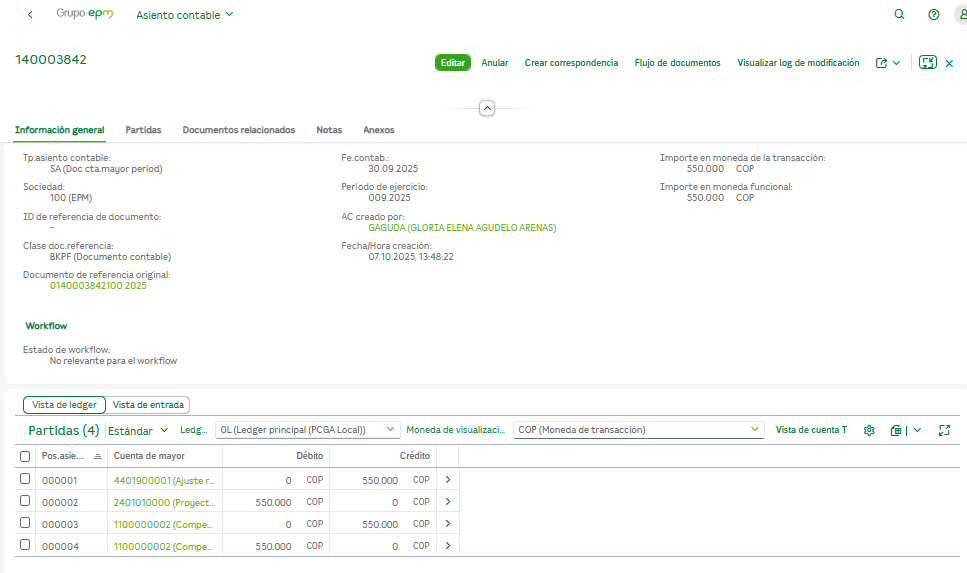 Grupo·epm Asiento contable
140003842
Editar Anular Crear correspondencia Flujo de documentos Visualizar log de modificación
Información general Partidas Documentos relacionados Notas Anexos
Tp.asiento contable: Fe.contab.: Importe en moneda de la transacción:
SA (Doc cta.mayor period) 30.09.2025 550.000 COP
Sociedad: Período de ejercicio: Importe en moneda funcional:
100 (EPM) 009.2025 550.000 COP
ID de referencia de documento: AC creado por:
– GAGUDA (GLORIA ELENA AGUDELO ARENAS)
Clase doc.referencia: Fecha/Hora creación:
BKPF (Documento contable) 07.10.2025, 13:48:22
Documento de referencia original:
0140003842100 2025
Workflow
Estado de workflow:
No relevante para el workflow
Vista de ledger Vista de entrada
Partidas (4) Estándar Ledg... 0L (Ledger principal (PCGA Local)) Moneda de visualizaci... COP (Moneda de transacción) Vista de cuenta T
Pos.asie... Cuenta de mayor Débito Crédito
000001 4401900001 (Ajuste r... 0 COP 550.000 COP
000002 2401010000 (Proyect... 550.000 COP 0 COP
000003 1100000002 (Compe... 0 COP 550.000 COP
000004 1100000002 (Compe... 550.000 COP 0 COP